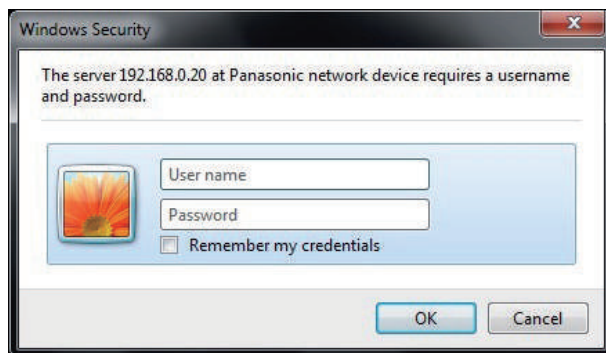 Windows Security
The server 192.168.0.20 at Panasonic network device requires a username
and password.
User name
Password
Remember my credentials
OK
Cancel